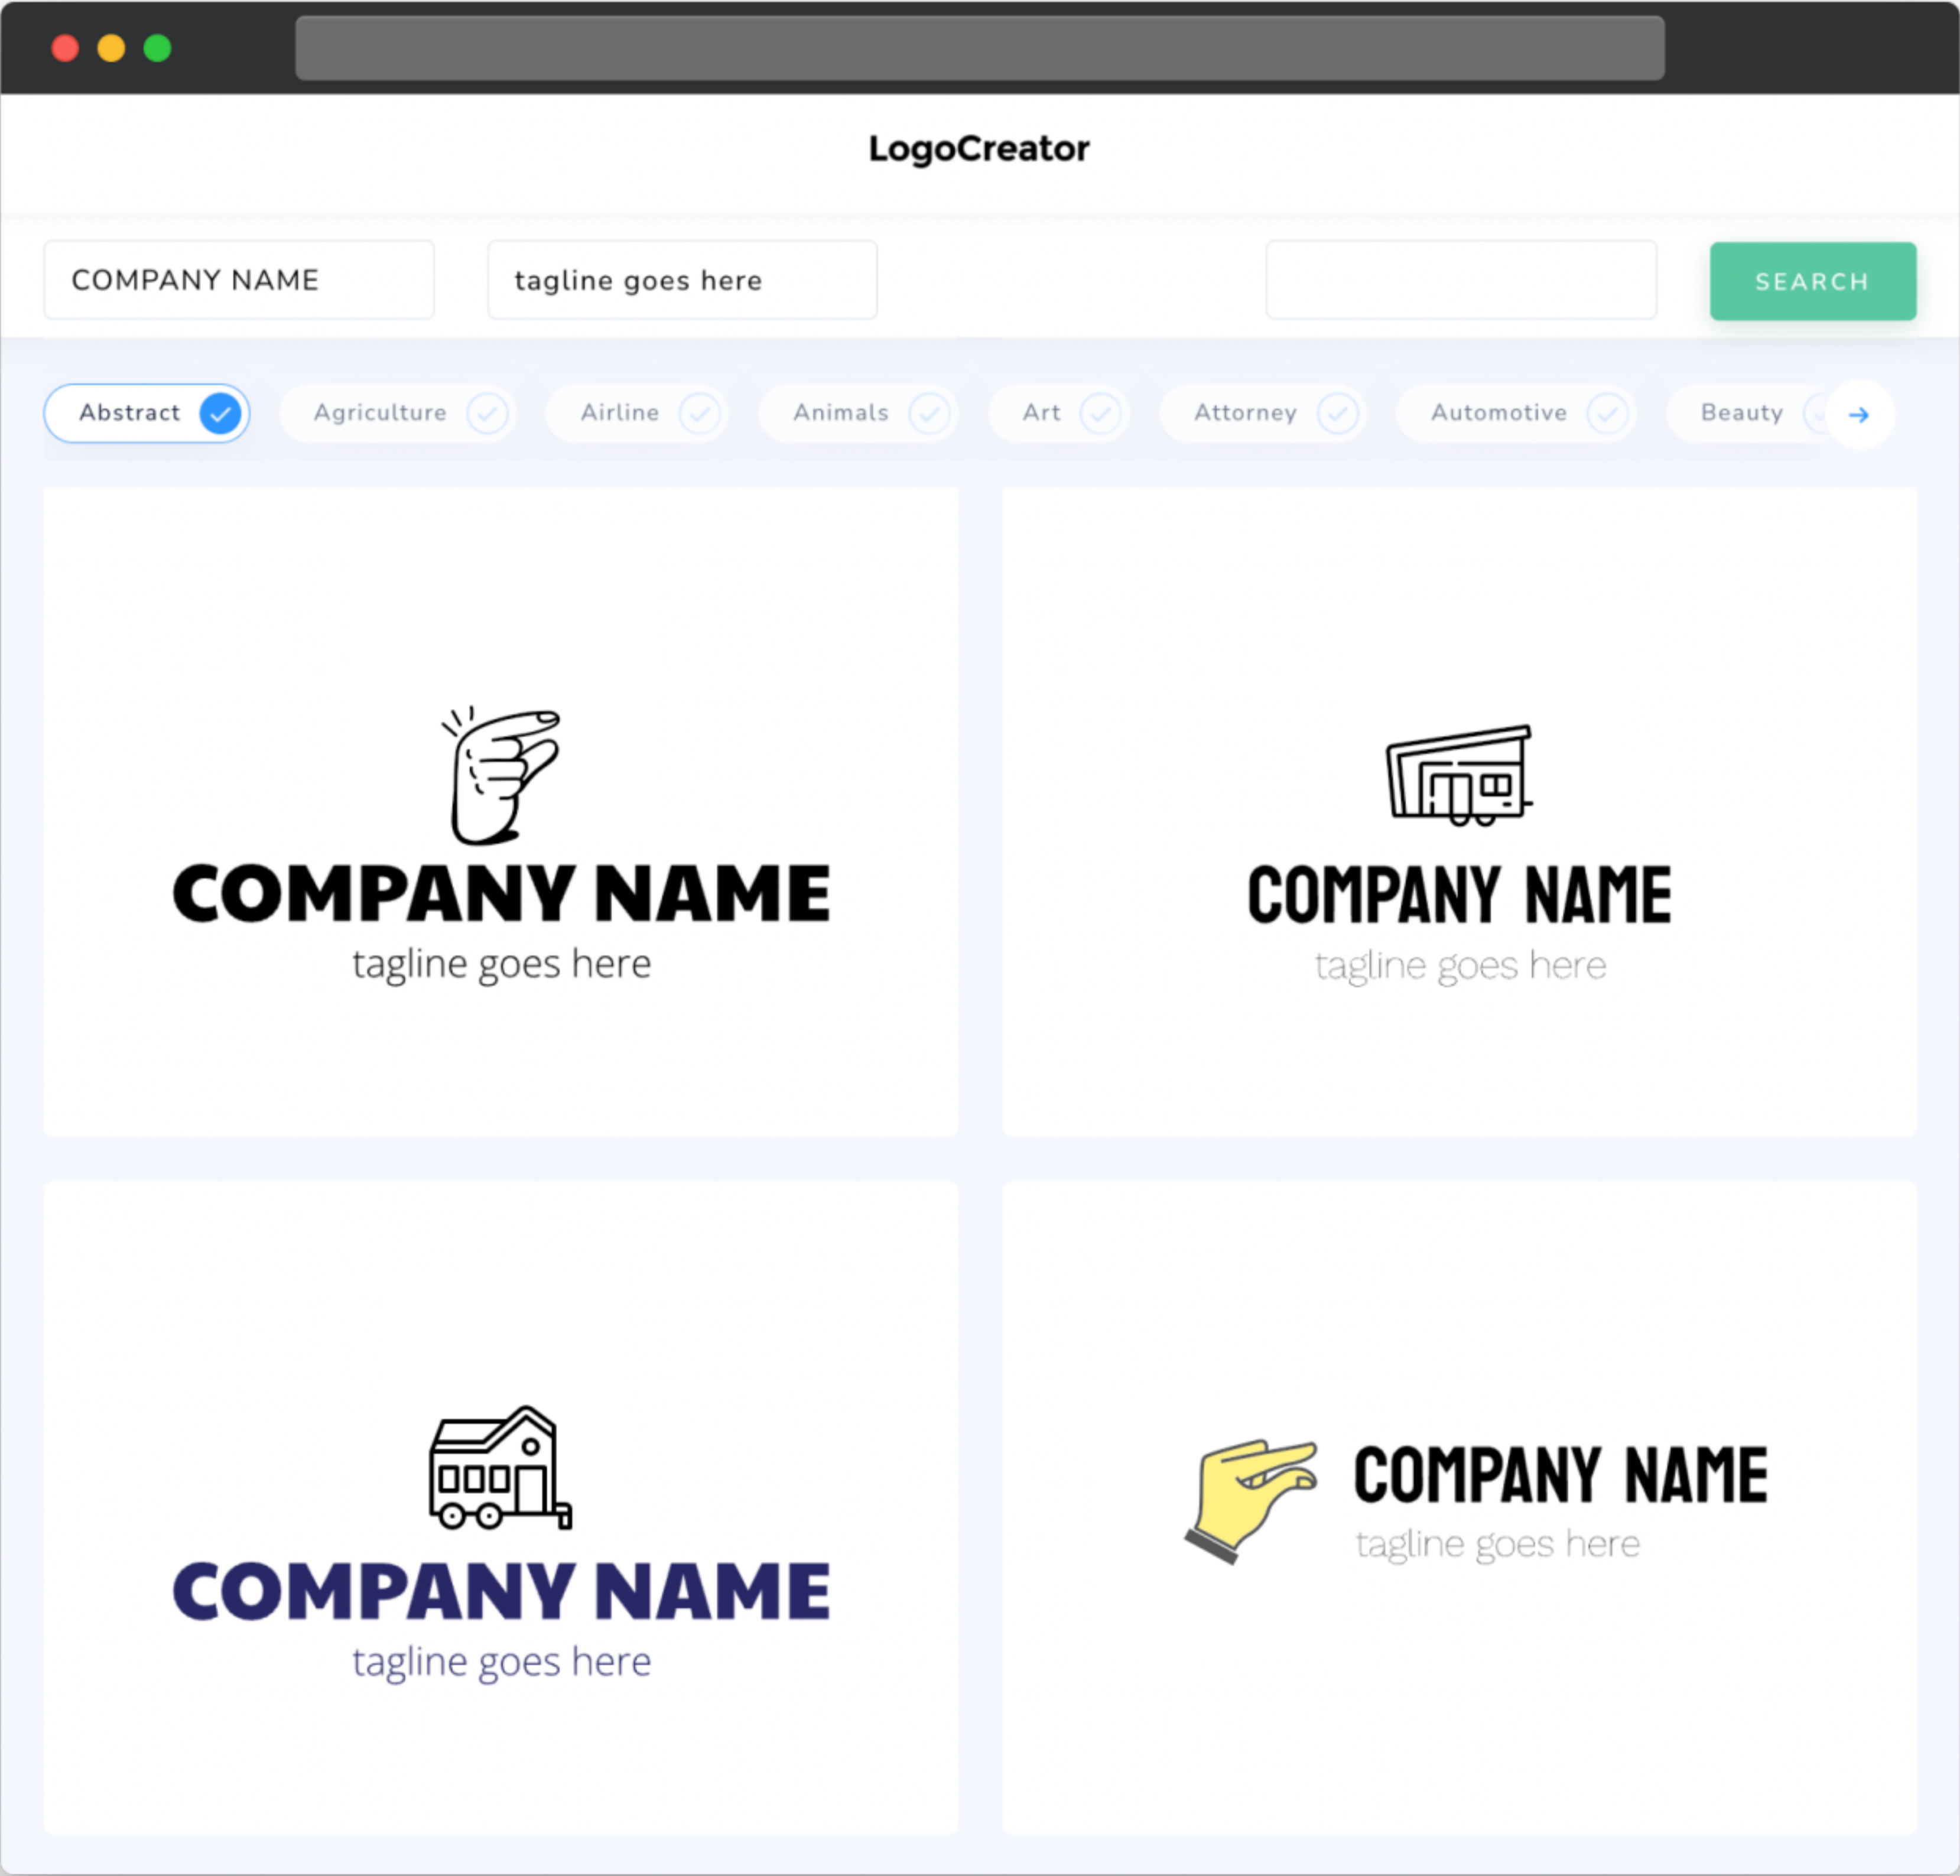 LogoCreator
COMPANY NAME
tagline goes here
SEARCH
Abstract
Agriculture
Airline
Animals
Art
Attorney
Automotive
Beauty
COMPANY NAME
tagline goes here
COMPANY NAME
tagline goes here
COMPANY NAME
tagline goes here
COMPANY NAME
tagline goes here